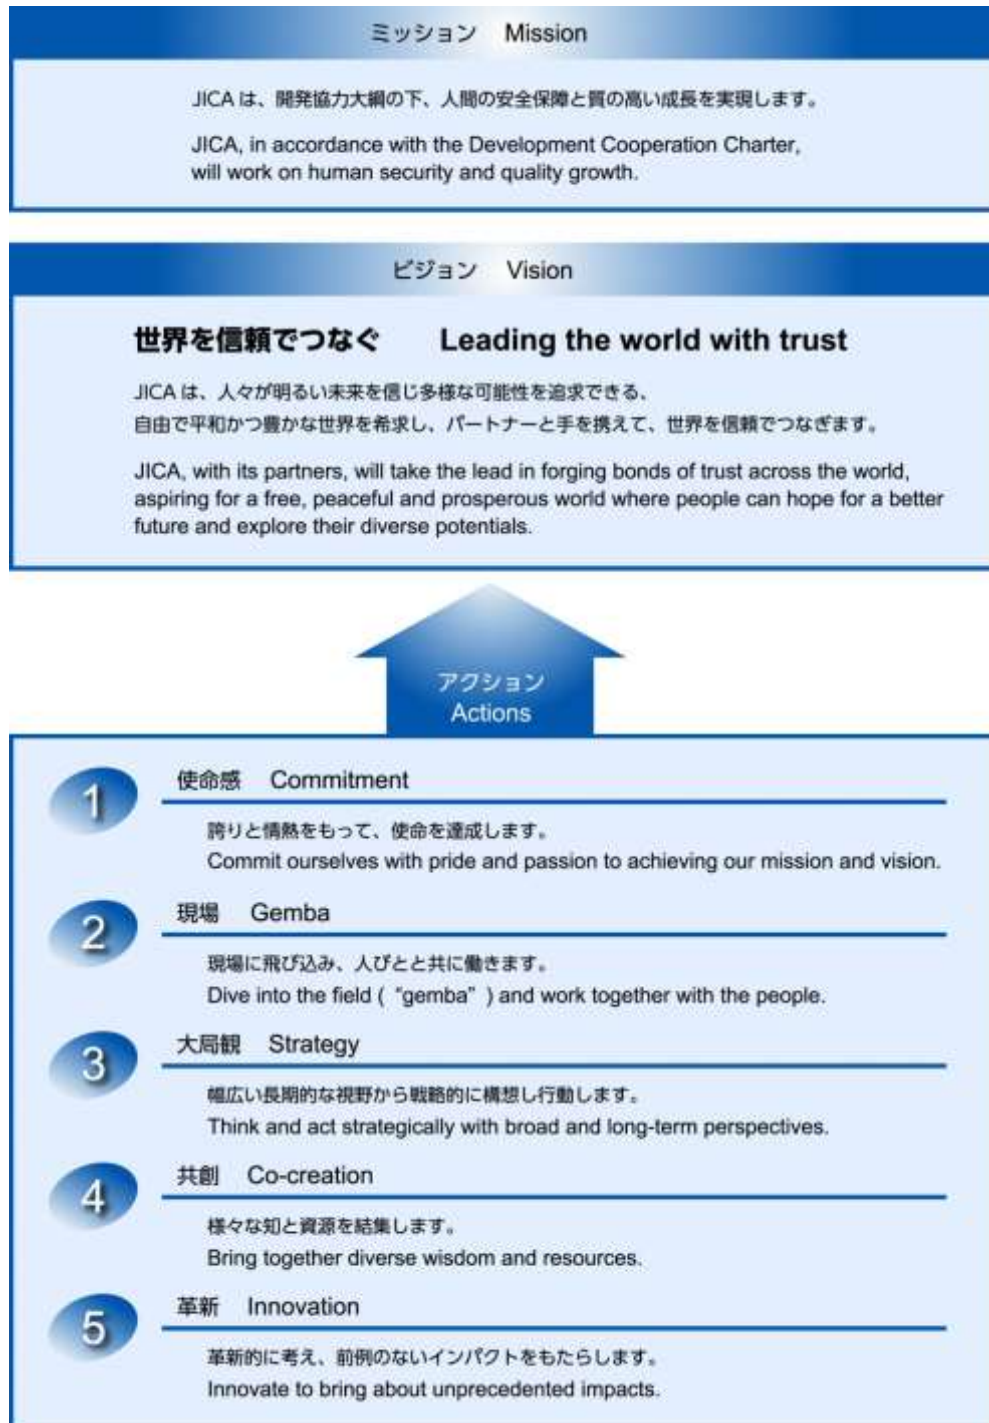 ミッション Mission
JICA は、開発協力大綱の下、人間の安全保障と質の高い成長を実現します。
JICA, in accordance with the Development Cooperation Charter,
will work on human security and quality growth.
ビジョン Vision
世界を信頼でつなぐ Leading the world with trust
JICA は、人々が明るい未来を信じ多様な可能性を追求できる、
自由で平和かつ豊かな世界を希求し、パートナーと手を携えて、世界を信頼でつなぎます。
JICA, with its partners, will take the lead in forging bonds of trust across the world,
aspiring for a free, peaceful and prosperous world where people can hope for a better
future and explore their diverse potentials.
アクション
Actions
1 使命感 Commitment
誇りと情熱をもって、使命を達成します。
Commit ourselves with pride and passion to achieving our mission and vision.
2 現場 Gemba
現場に飛び込み、人びとと共に働きます。
Dive into the field ( “gemba” ) and work together with the people.
3 大局観 Strategy
幅広い長期的な視野から戦略的に構想し行動します。
Think and act strategically with broad and long-term perspectives.
4 共創 Co-creation
様々な知と資源を結集します。
Bring together diverse wisdom and resources.
5 革新 Innovation
革新的に考え、前例のないインパクトをもたらします。
Innovate to bring about unprecedented impacts.